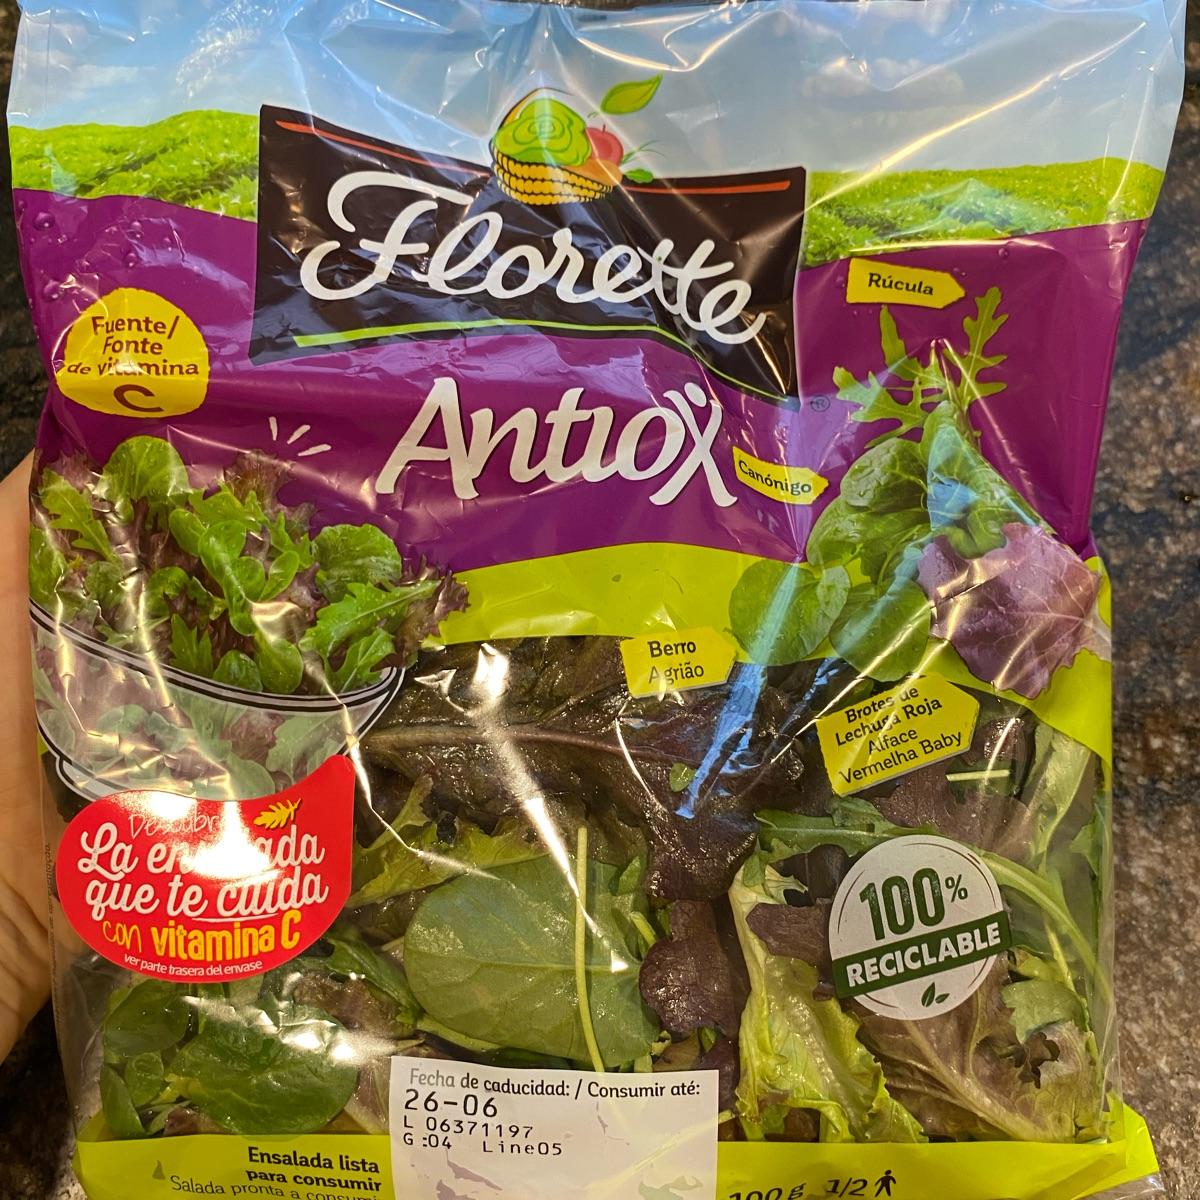 Florette
®
Rúcula
Fuente/
Fonte
de vitamina
C
Antiox
Canónigo
Berro
Agrião
Brotes de
Lechuga Roja
Alface
Vermelha Baby
La
que te cuida
con vitamina C
ver parte trasera del envase
100%
RECICLABLE
Fecha de caducidad: / Consumir até:
26-06
L 06371197
G :04 Line05
Ensalada lista
para consumir
Salada pronta a
100 g 1/2